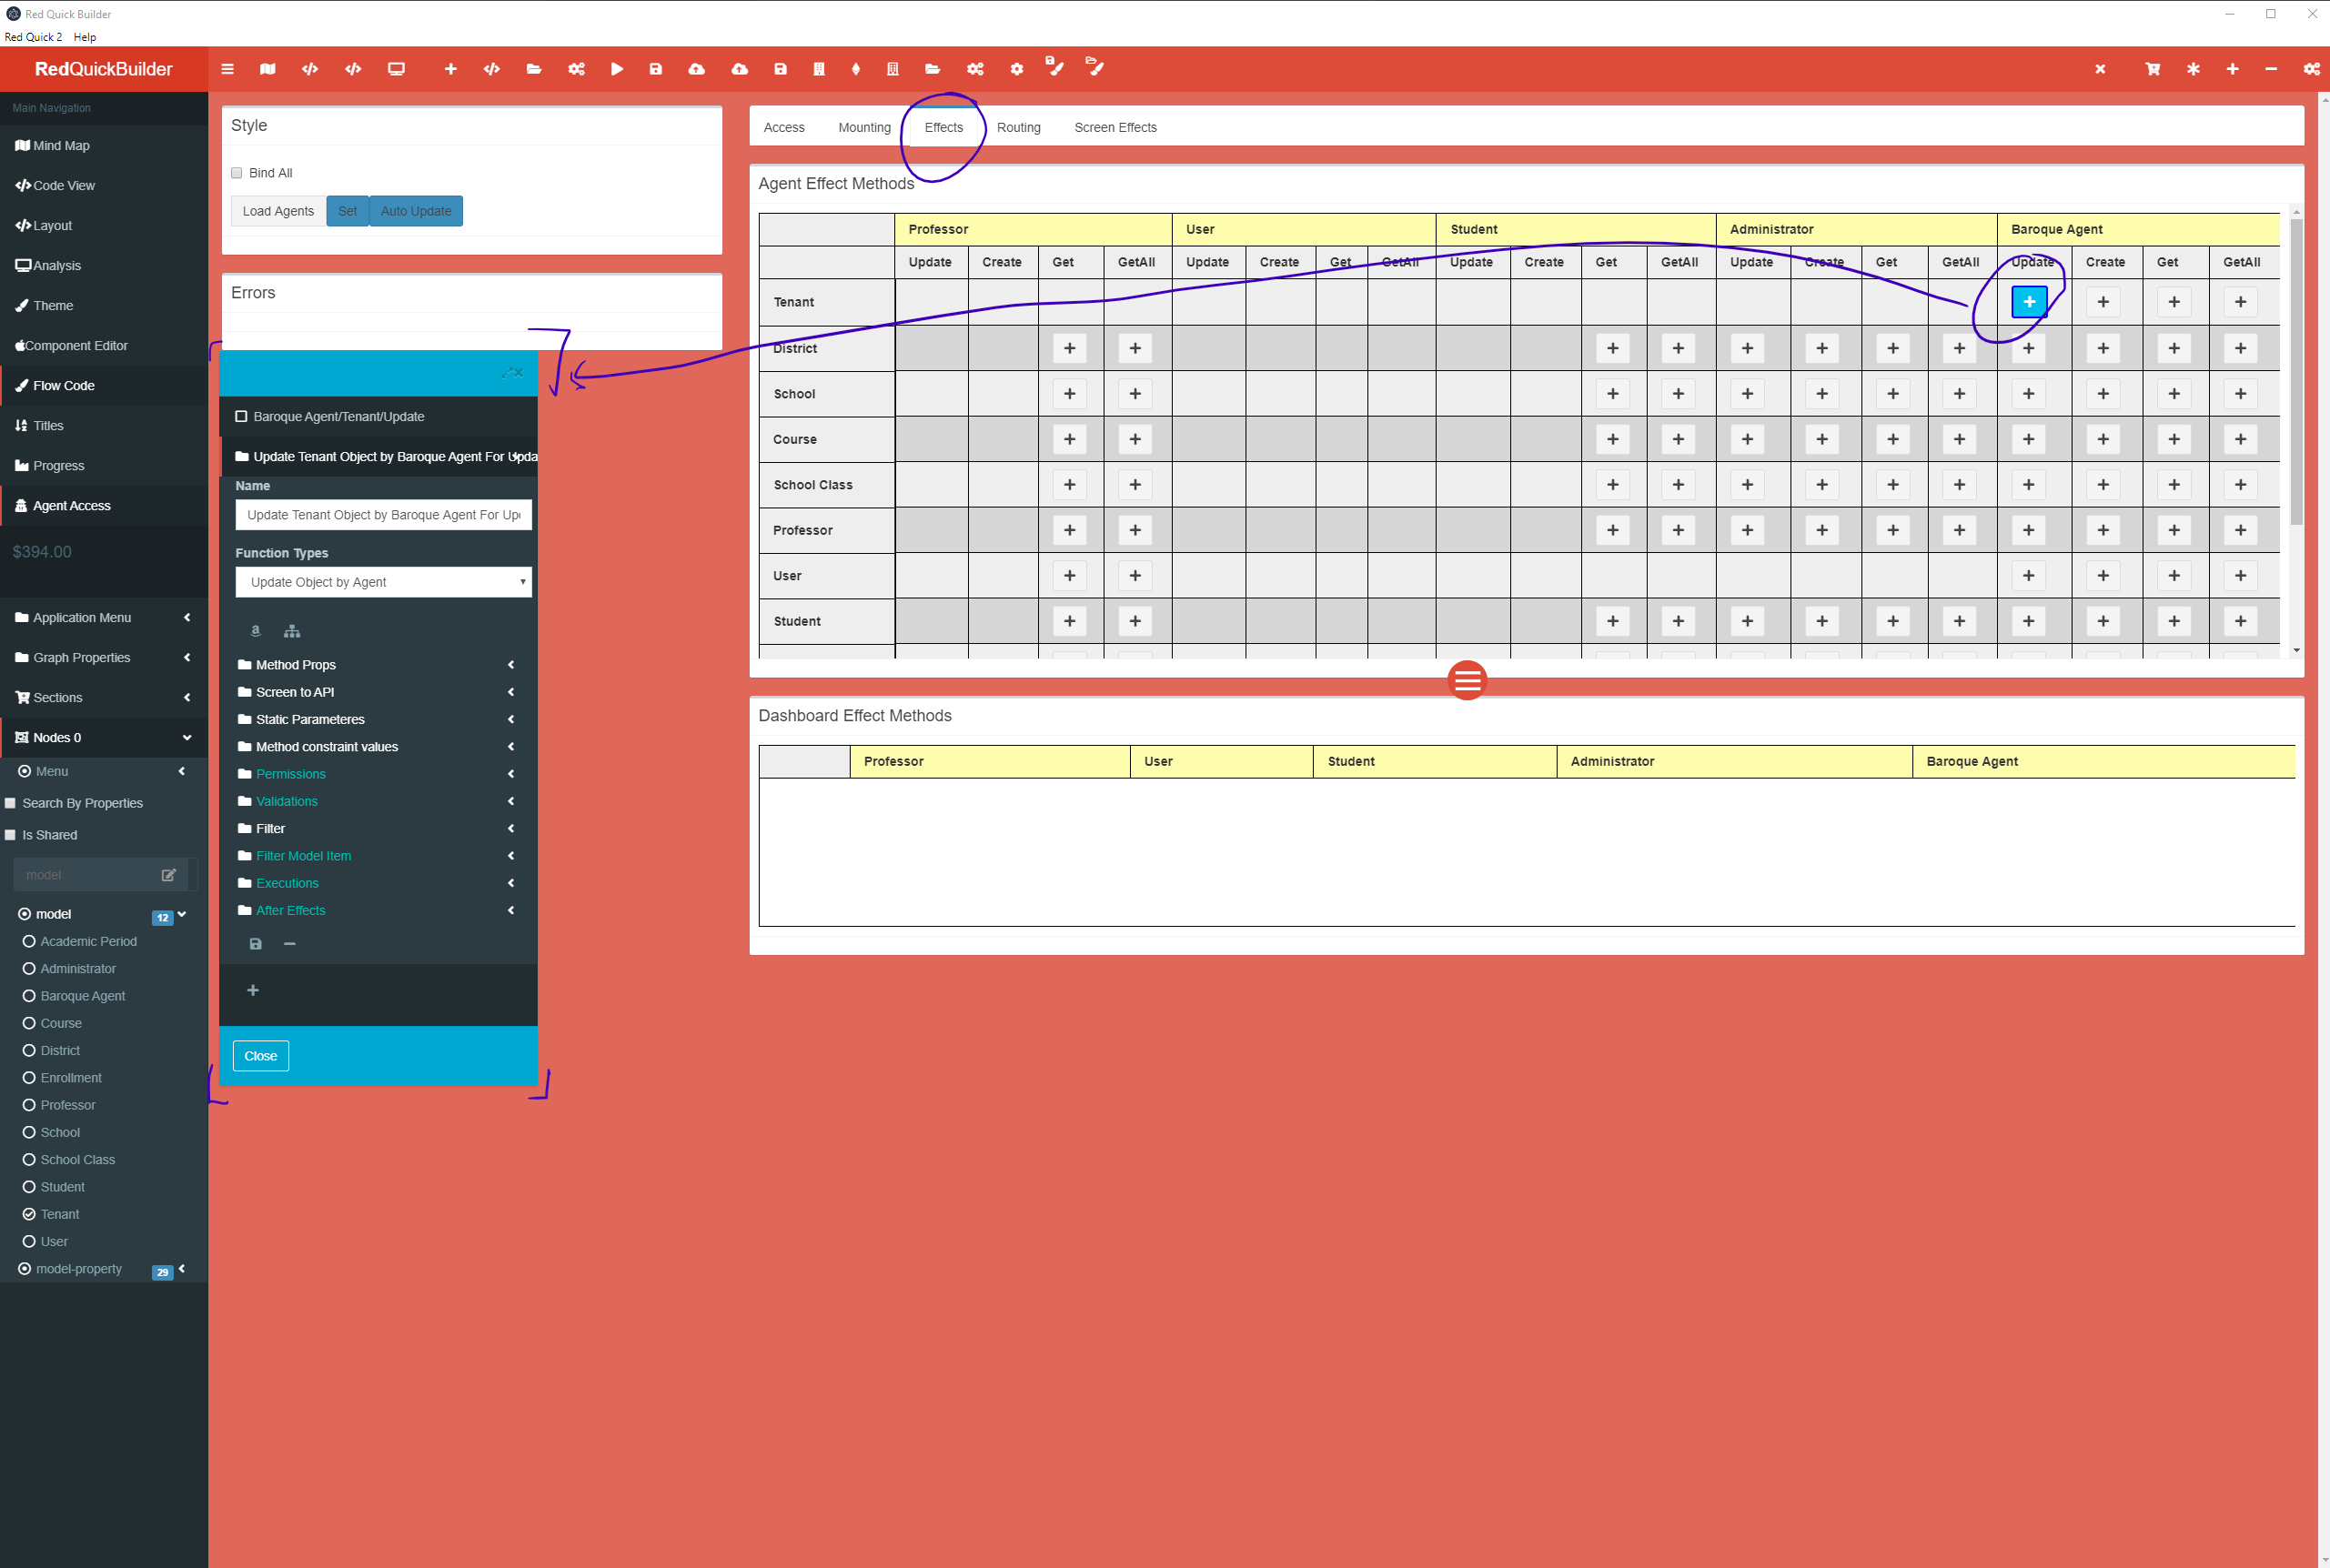 Red Quick Builder
Red Quick 2 Help
RedQuickBuilder
Main Navigation
Mind Map
Code View
Layout
Analysis
Theme
Component Editor
Flow Code
Titles
Progress
Agent Access
$394.00
Application Menu
Graph Properties
Sections
Nodes 0
Menu
Search By Properties
Is Shared
model
model 12
Academic Period
Administrator
Baroque Agent
Course
District
Enrollment
Professor
School
School Class
Student
Tenant
User
model-property 29
Style
Bind All
Load Agents Set Auto Update
Errors
Baroque Agent/Tenant/Update
Update Tenant Object by Baroque Agent For Upda
Name
Update Tenant Object by Baroque Agent For Up
Function Types
Update Object by Agent
Method Props
Screen to API
Static Parameteres
Method constraint values
Permissions
Validations
Filter
Filter Model Item
Executions
After Effects
Close
Access Mounting Effects Routing Screen Effects
Agent Effect Methods
Professor User Student Administrator Baroque Agent
Update Create Get GetAll Update Create Get GetAll Update Create Get GetAll Update Create Get GetAll Update Create Get GetAll
Tenant
District
School
Course
School Class
Professor
User
Student
Dashboard Effect Methods
Professor User Student Administrator Baroque Agent